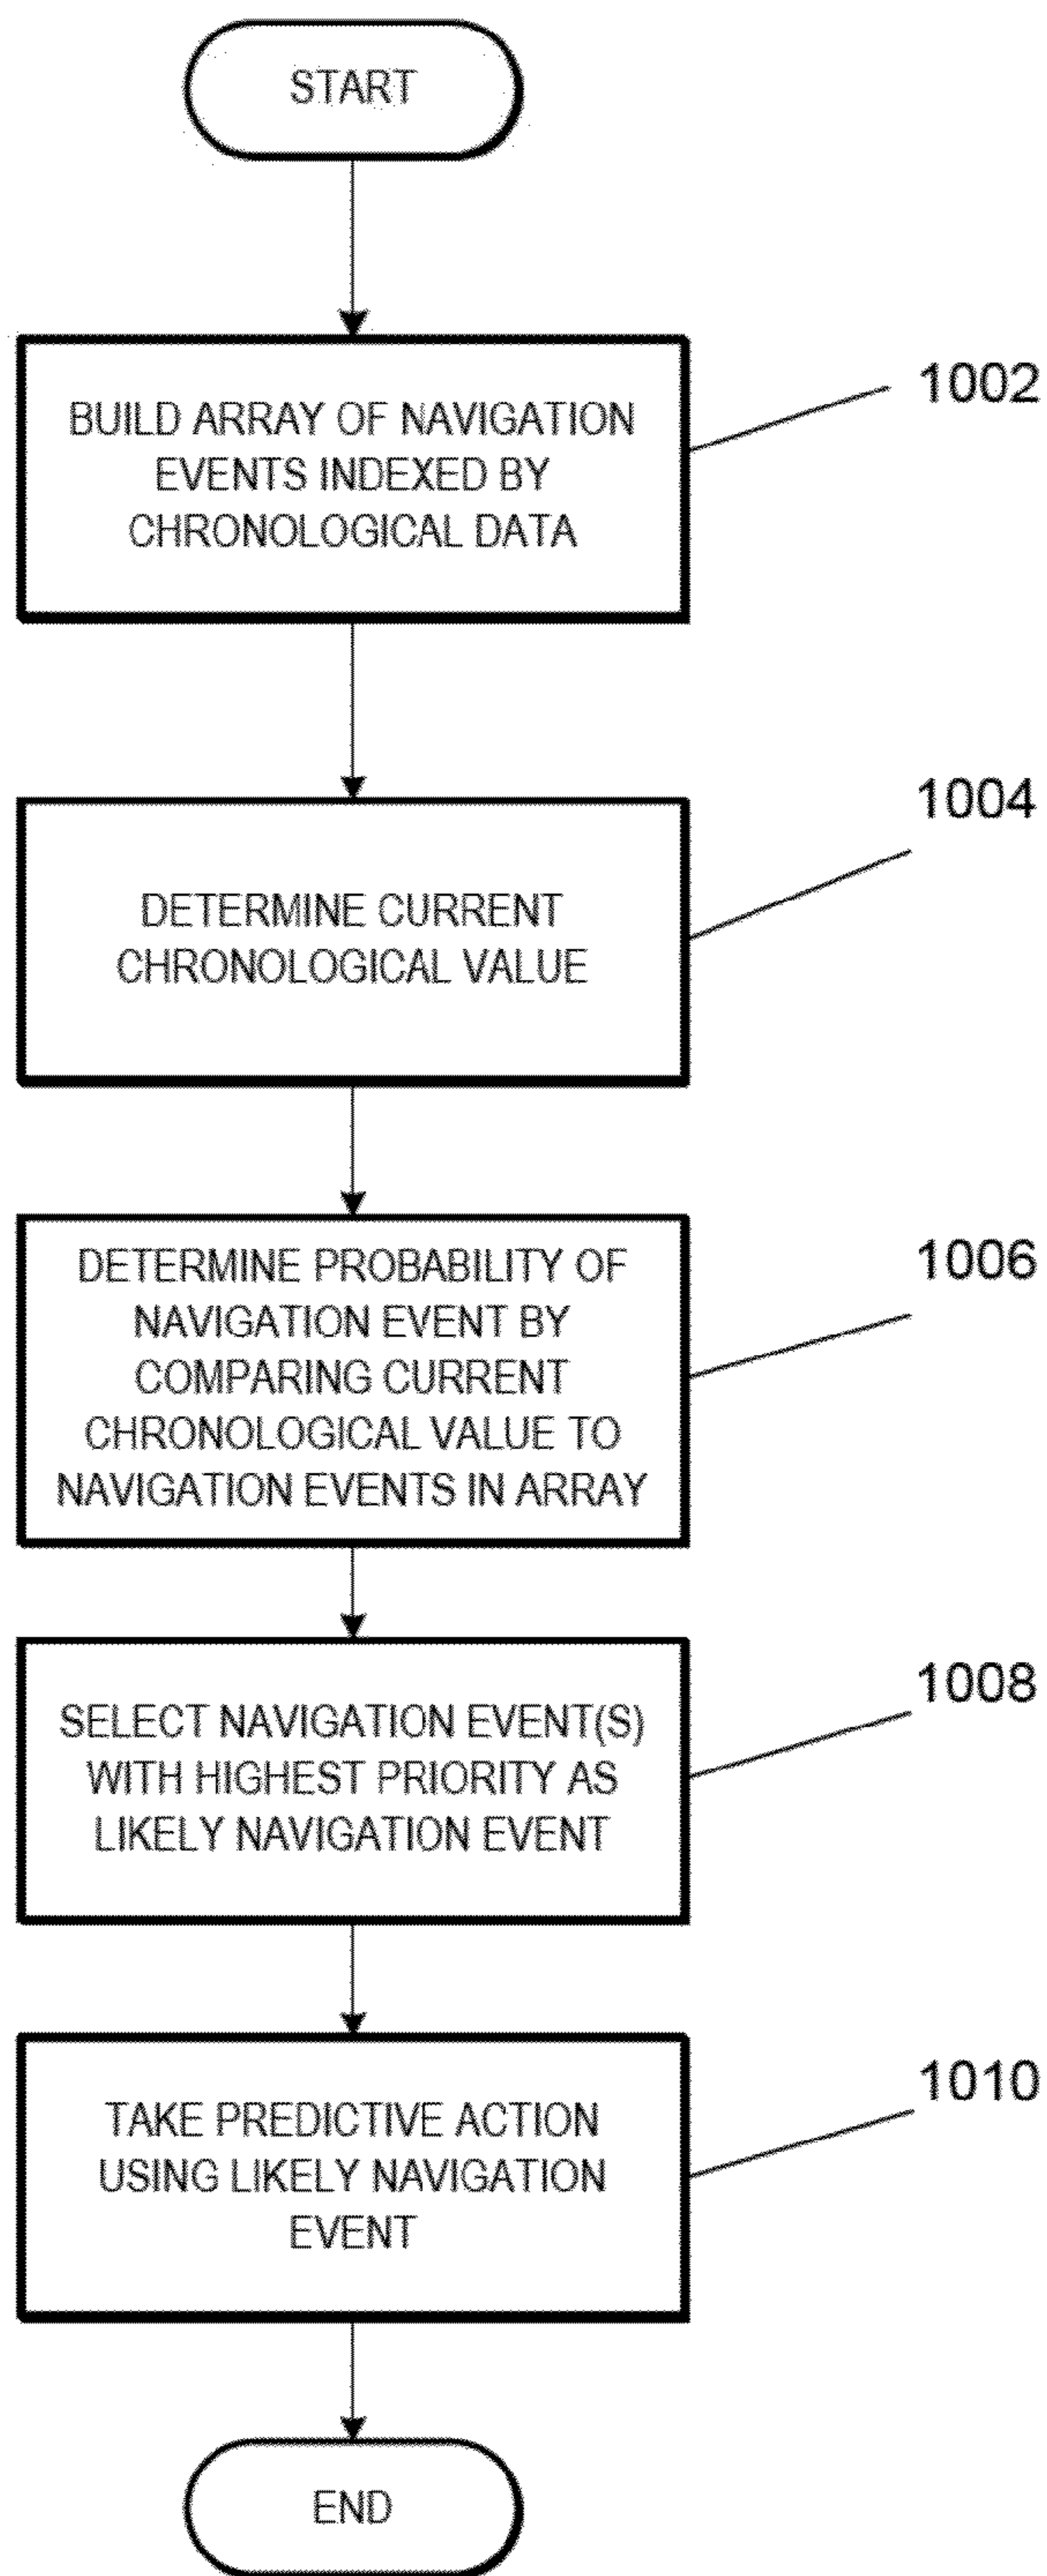 START
BUILD ARRAY OF NAVIGATION
EVENTS INDEXED BY
CHRONOLOGICAL DATA
1002
DETERMINE CURRENT
CHRONOLOGICAL VALUE
1004
DETERMINE PROBABILITY OF
NAVIGATION EVENT BY
COMPARING CURRENT
CHRONOLOGICAL VALUE TO
NAVIGATION EVENTS IN ARRAY
1006
SELECT NAVIGATION EVENT(S)
WITH HIGHEST PRIORITY AS
LIKELY NAVIGATION EVENT
1008
TAKE PREDICTIVE ACTION
USING LIKELY NAVIGATION
EVENT
1010
END